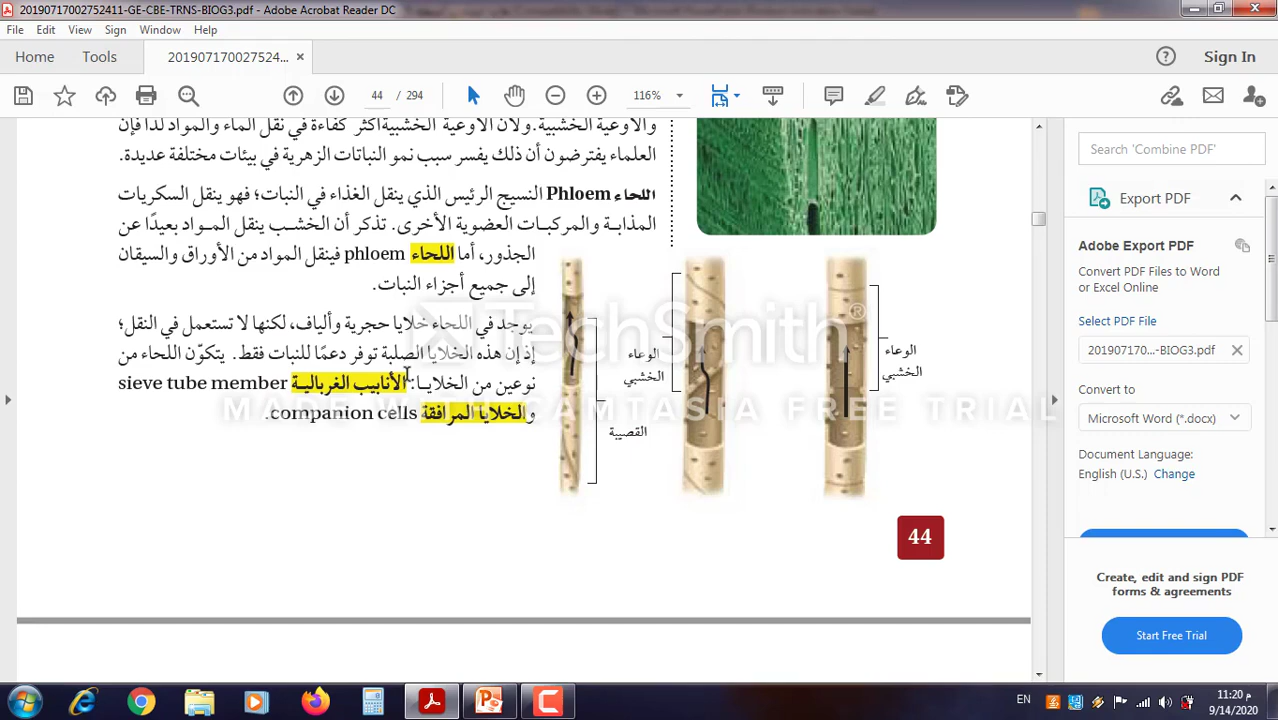 20190717002752411-GE-CBE-TRNS-BIOG3.pdf - Adobe Acrobat Reader DC
File Edit View Sign Window Help
Home Tools 201907170027524... × Sign In
44 / 294 116%
والأوعية الخشبية. ولأن الأوعية الخشبية أكثر كفاءة في نقل الماء والمواد لذا فإن
العلماء يفترضون أن ذلك يفسر سبب نمو النباتات الزهرية في بيئات مختلفة عديدة.
اللحاء Phloem النسيج الرئيس الذي ينقل الغذاء في النبات؛ فهو ينقل السكريات
المذابة والمركبات العضوية الأخرى. تذكر أن الخشب ينقل المواد بعيدًا عن
الجذور، أما اللحاء phloem فينقل المواد من الأوراق والسيقان
إلى جميع أجزاء النبات.
يوجد في اللحاء خلايا حجرية وألياف، لكنها لا تستعمل في النقل؛
إذ إن هذه الخلايا الصلبة توفر دعمًا للنبات فقط. يتكوّن اللحاء من
نوعين من الخلايا: الأنابيب الغربالية sieve tube member
والخلايا المرافقة companion cells.
الوعاء
الخشبي
الوعاء
الخشبي
القصيبة
44
TechSmith®
MADE WITH CAMTASIA FREE TRIAL
Search 'Combine PDF'
Export PDF
Adobe Export PDF
Convert PDF Files to Word
or Excel Online
Select PDF File
201907170...-BIOG3.pdf ×
Convert to
Microsoft Word (*.docx)
Document Language:
English (U.S.) Change
Create, edit and sign PDF
forms & agreements
Start Free Trial
EN
11:20 م
9/14/2020